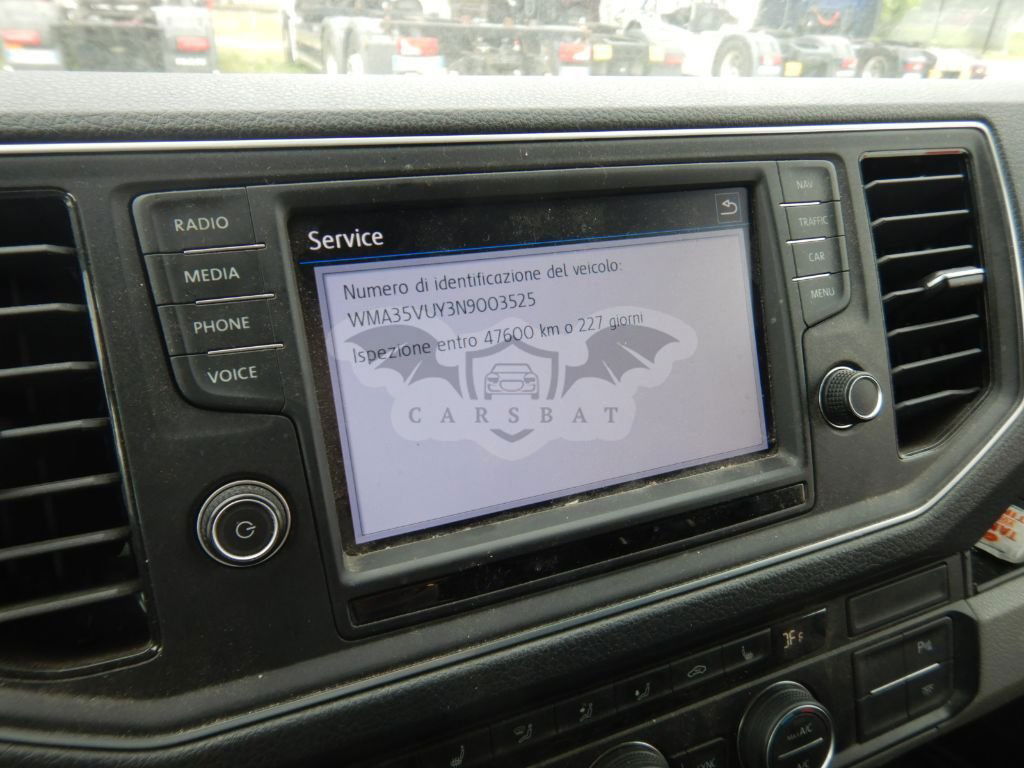 RADIO
MEDIA
PHONE
VOICE
Service
Numero di identificazione del veicolo:
WMA35VUY3N9003525
Ispezione entro 47600 km o 227 giorni
CARSBAT
NAV
TRAFFIC
CAR
MENU
MAX A/C
A/C